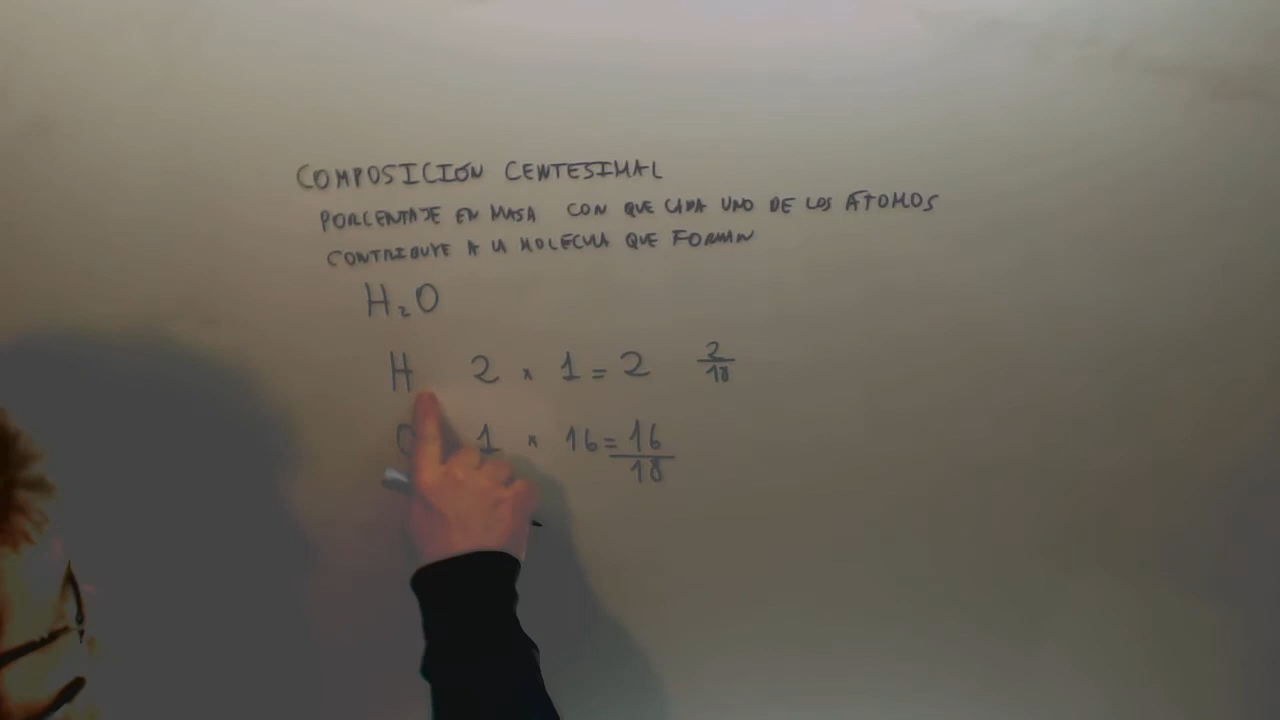 COMPOSICIÓN CENTESIMAL
PORCENTAJE EN MASA CON QUE CADA UNO DE LOS ÁTOMOS
CONTRIBUYE A LA MOLECULA QUE FORMAN
H₂O
H 2 × 1 = 2 2/18
O 1 × 16 = 16
18